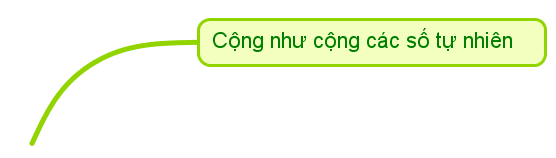 Cộng như cộng các số tự nhiên